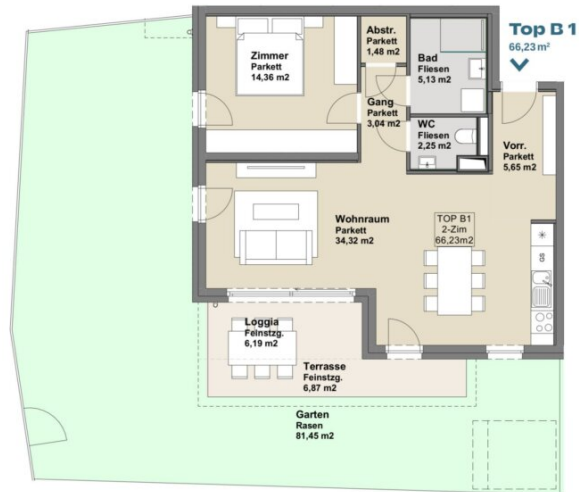 Top B 1
66,23 m²
Zimmer
Parkett
14,36 m2
Abstr.
Parkett
1,48 m2
Bad
Fliesen
5,13 m2
Gang
Parkett
3,04 m2
WC
Fliesen
2,25 m2
Vorr.
Parkett
5,65 m2
Wohnraum
Parkett
34,32 m2
TOP B1
2-Zim
66,23m2
GS
Loggia
Feinstzg.
6,19 m2
Terrasse
Feinstzg.
6,87 m2
Garten
Rasen
81,45 m2